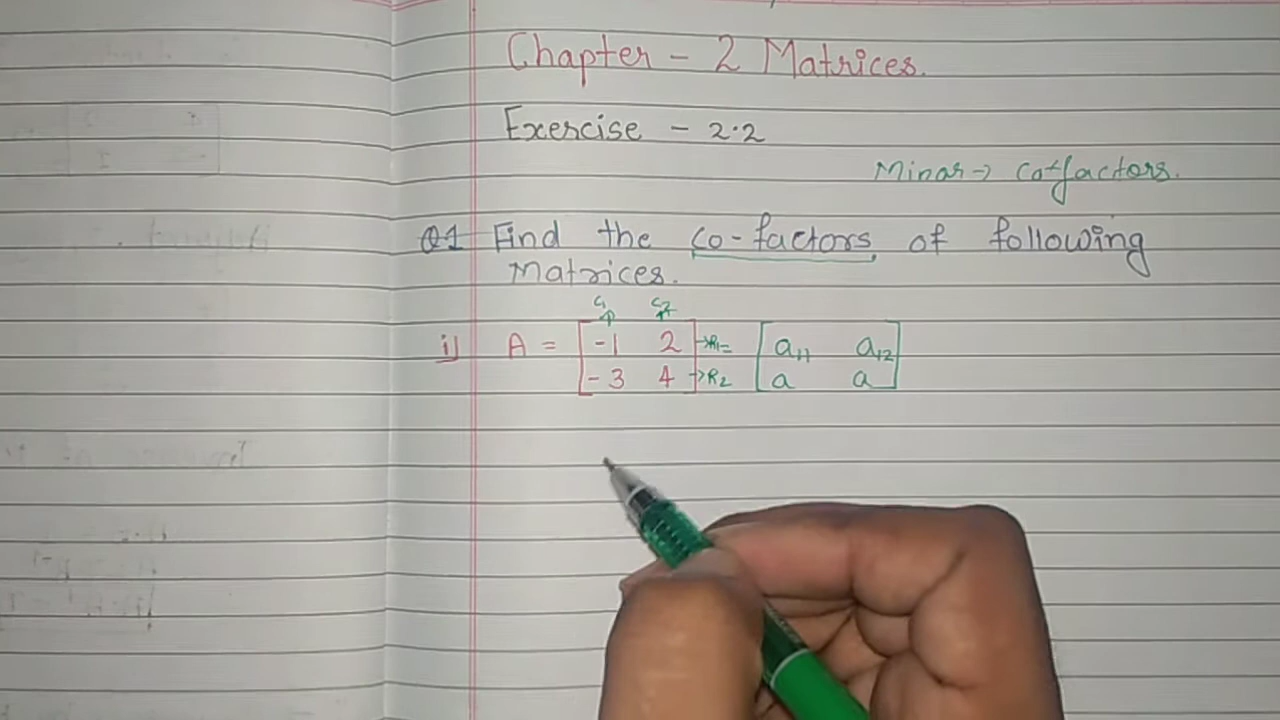 Chapter - 2 Matrices.
Exercise - 2.2
Minor → Co-factors.
Q1 Find the co-factors of following
Matrices.
C1 C2
i) A = [ -1 2 ] → R1 = [ a11 a12 ]
[ -3 4 ] → R2 [ a a ]